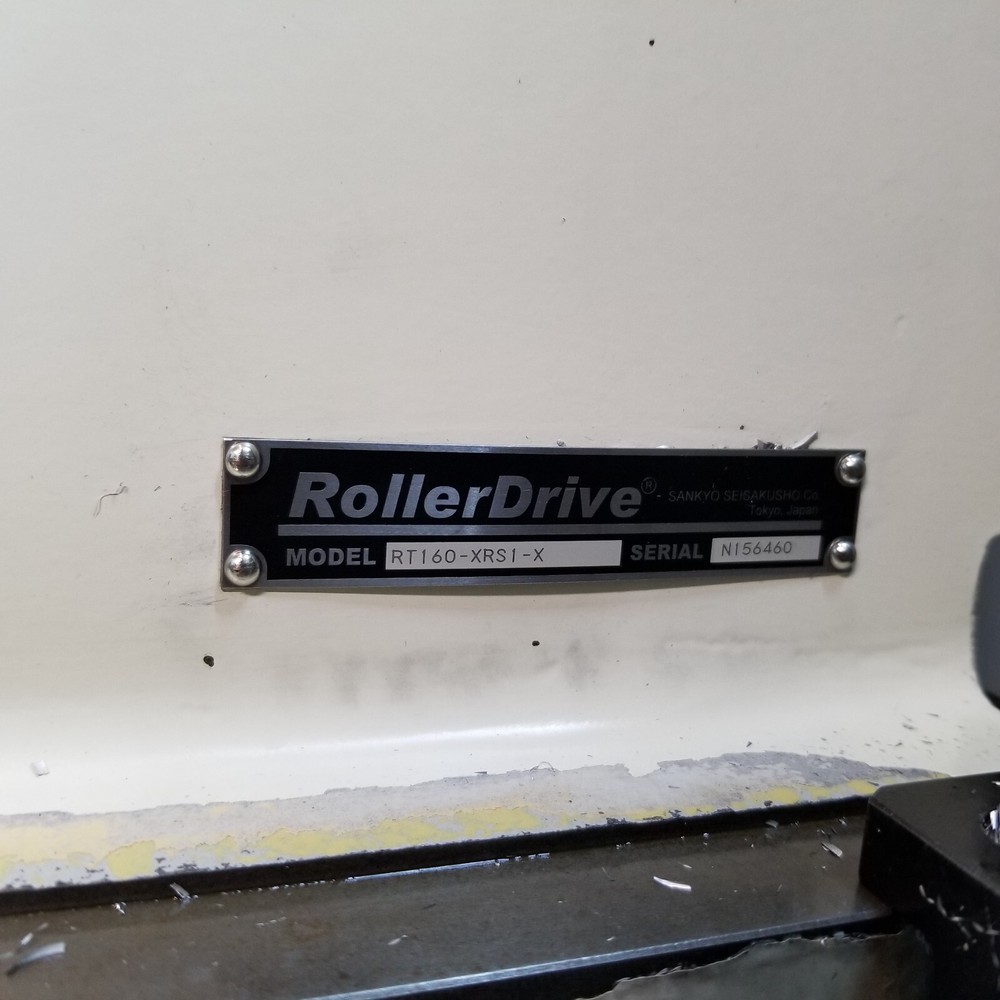 RollerDrive® - SANKYO SEISAKUSHO Co.
Tokyo, Japan
MODEL RT160-XRS1-X SERIAL N156460